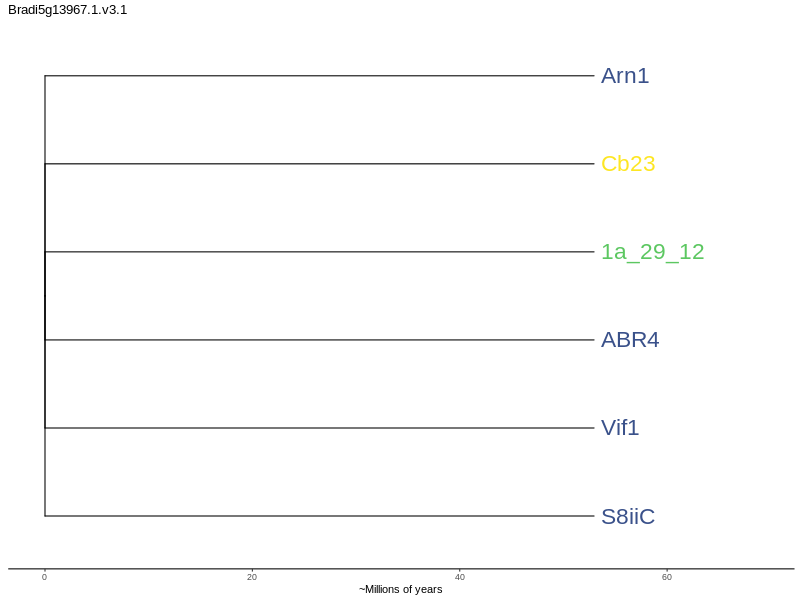 Bradi5g13967.1.v3.1
Arn1
Cb23
1a_29_12
ABR4
Vif1
S8iiC
0 20 40 60
~Millions of years